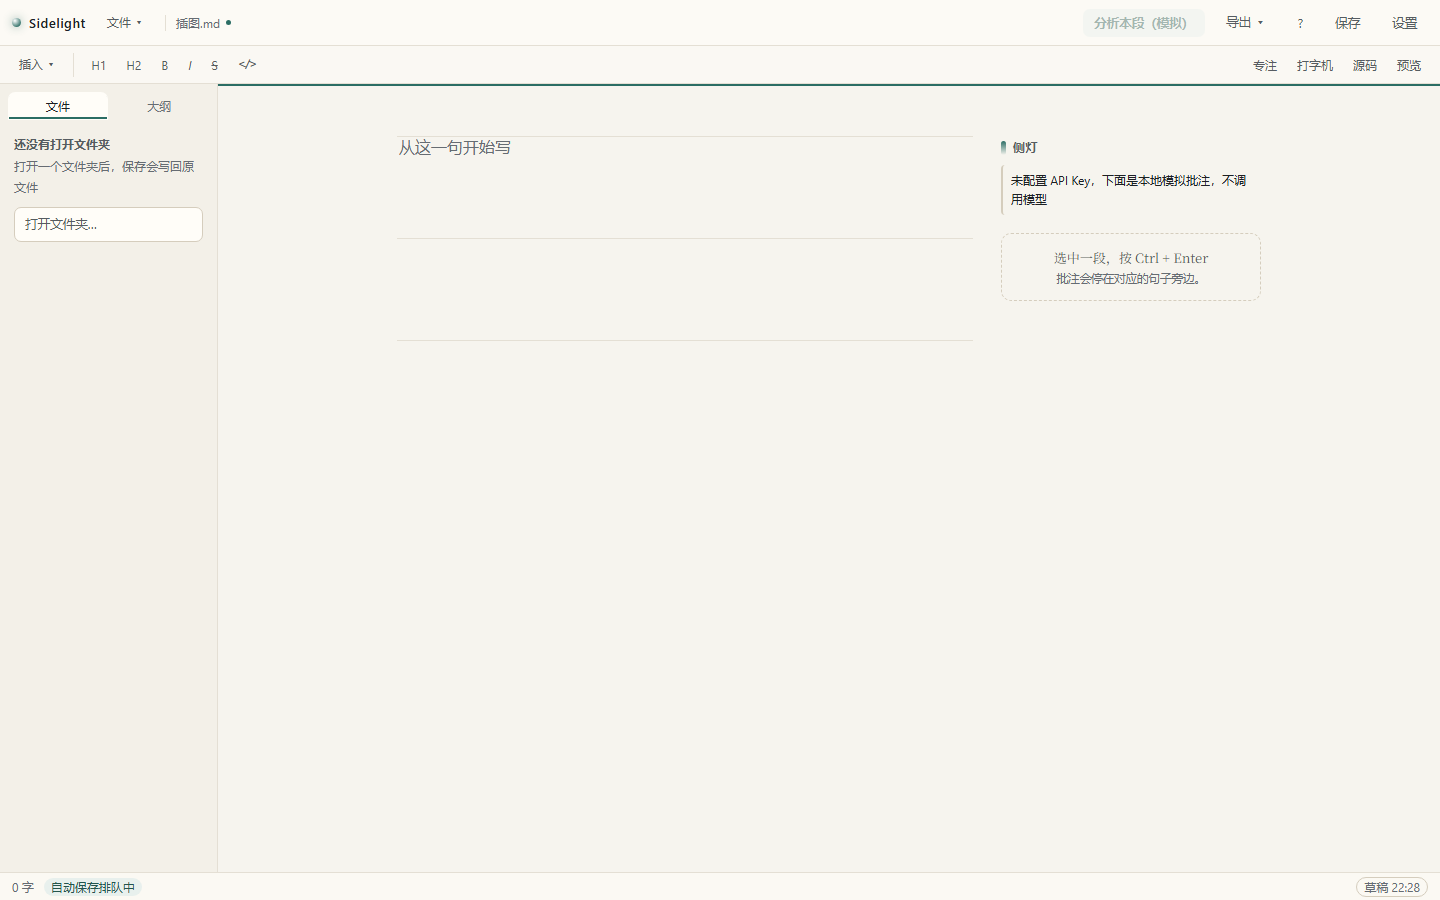 Sidelight 文件 ▾ 插图.md 分析本段（模拟） 导出 ▾ ? 保存 设置
插入 ▾ H1 H2 B I S </> 专注 打字机 源码 预览
文件 大纲
还没有打开文件夹
打开一个文件夹后，保存会写回原
文件
打开文件夹...
从这一句开始写
侧灯
未配置 API Key，下面是本地模拟批注，不调
用模型
选中一段，按 Ctrl + Enter
批注会停在对应的句子旁边。
0 字 自动保存排队中 草稿 22:28